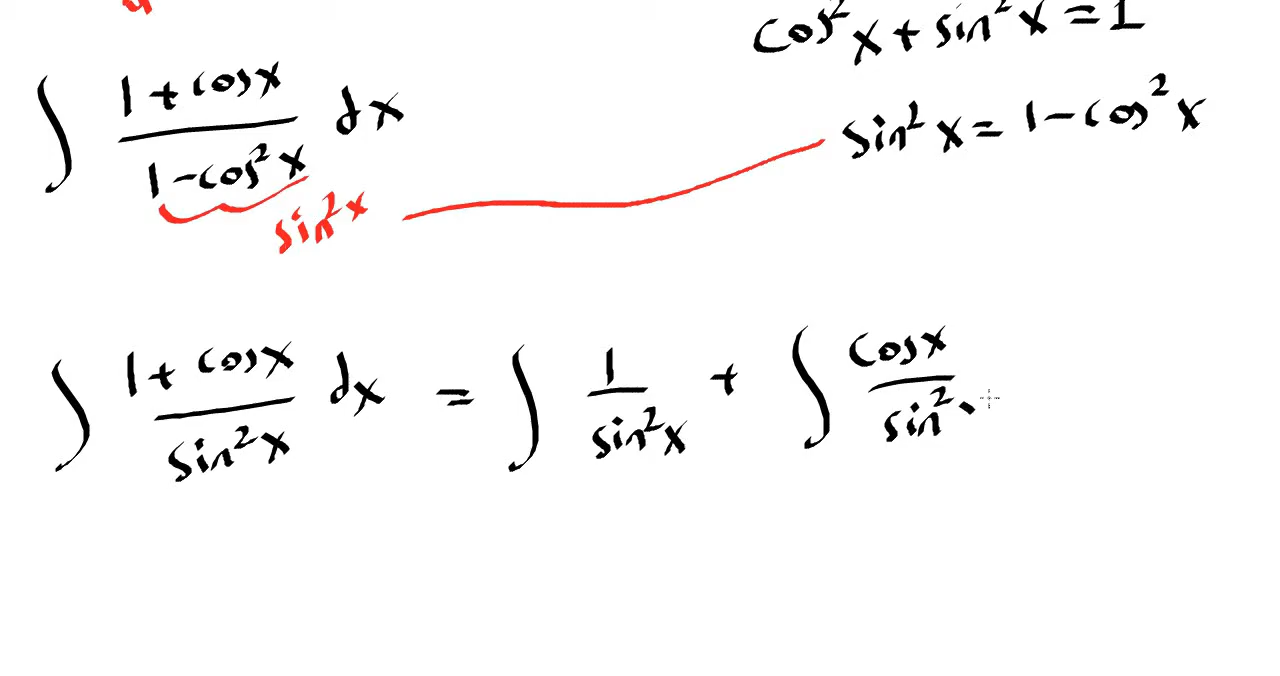 cos²x + sin²x = 1
∫ (1 + cosx)/(1 - cos²x) dx
sin²x = 1 - cos²x
sin²x
∫ (1 + cosx)/(sin²x) dx = ∫ 1/(sin²x) + ∫ cosx/sin²